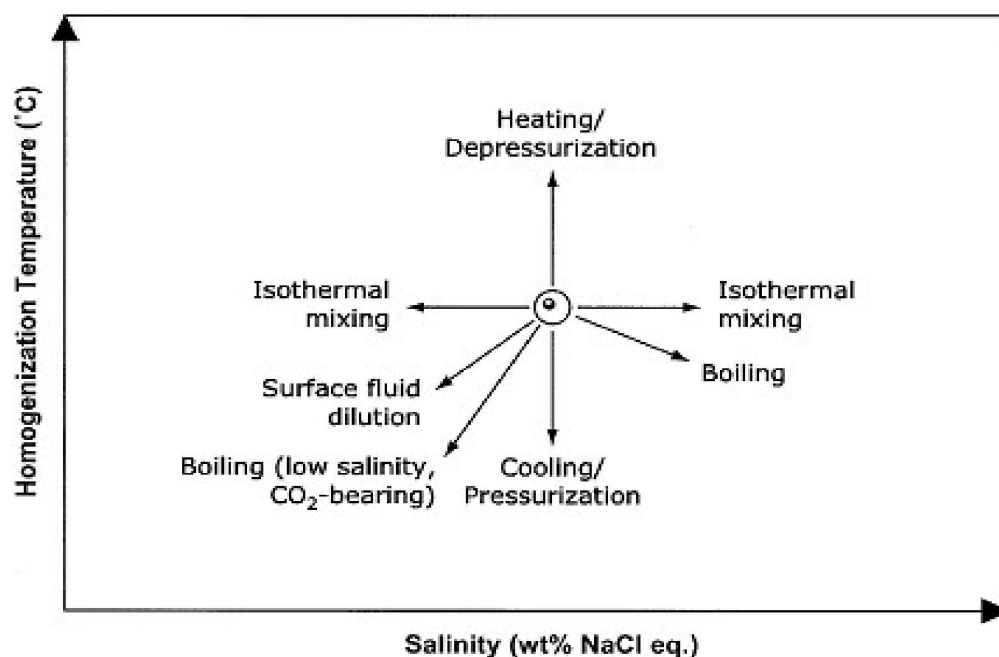 Homogenization Temperature (°C)
Heating/
Depressurization
Isothermal
mixing
Isothermal
mixing
Boiling
Surface fluid
dilution
Boiling (low salinity,
CO₂-bearing)
Cooling/
Pressurization
Salinity (wt% NaCl eq.)